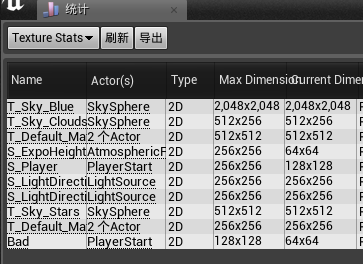 统计
Texture Stats 刷新 导出
Name Actor(s) Type Max Dimension Current Dimen
T_Sky_Blue SkySphere 2D 2,048x2,048 2,048x2,048
T_Sky_Clouds SkySphere 2D 512x256 512x256
T_Default_Ma 2 个Actor 2D 512x512 512x512
S_ExpoHeight AtmosphericF 2D 256x256 64x64
S_Player PlayerStart 2D 256x256 128x128
S_LightDirecti LightSource 2D 256x256 256x256
S_LightDirecti LightSource 2D 256x256 256x256
T_Sky_Stars SkySphere 2D 512x512 512x512
T_Default_Ma 2 个Actor 2D 256x256 256x256
Bad PlayerStart 2D 128x128 64x64